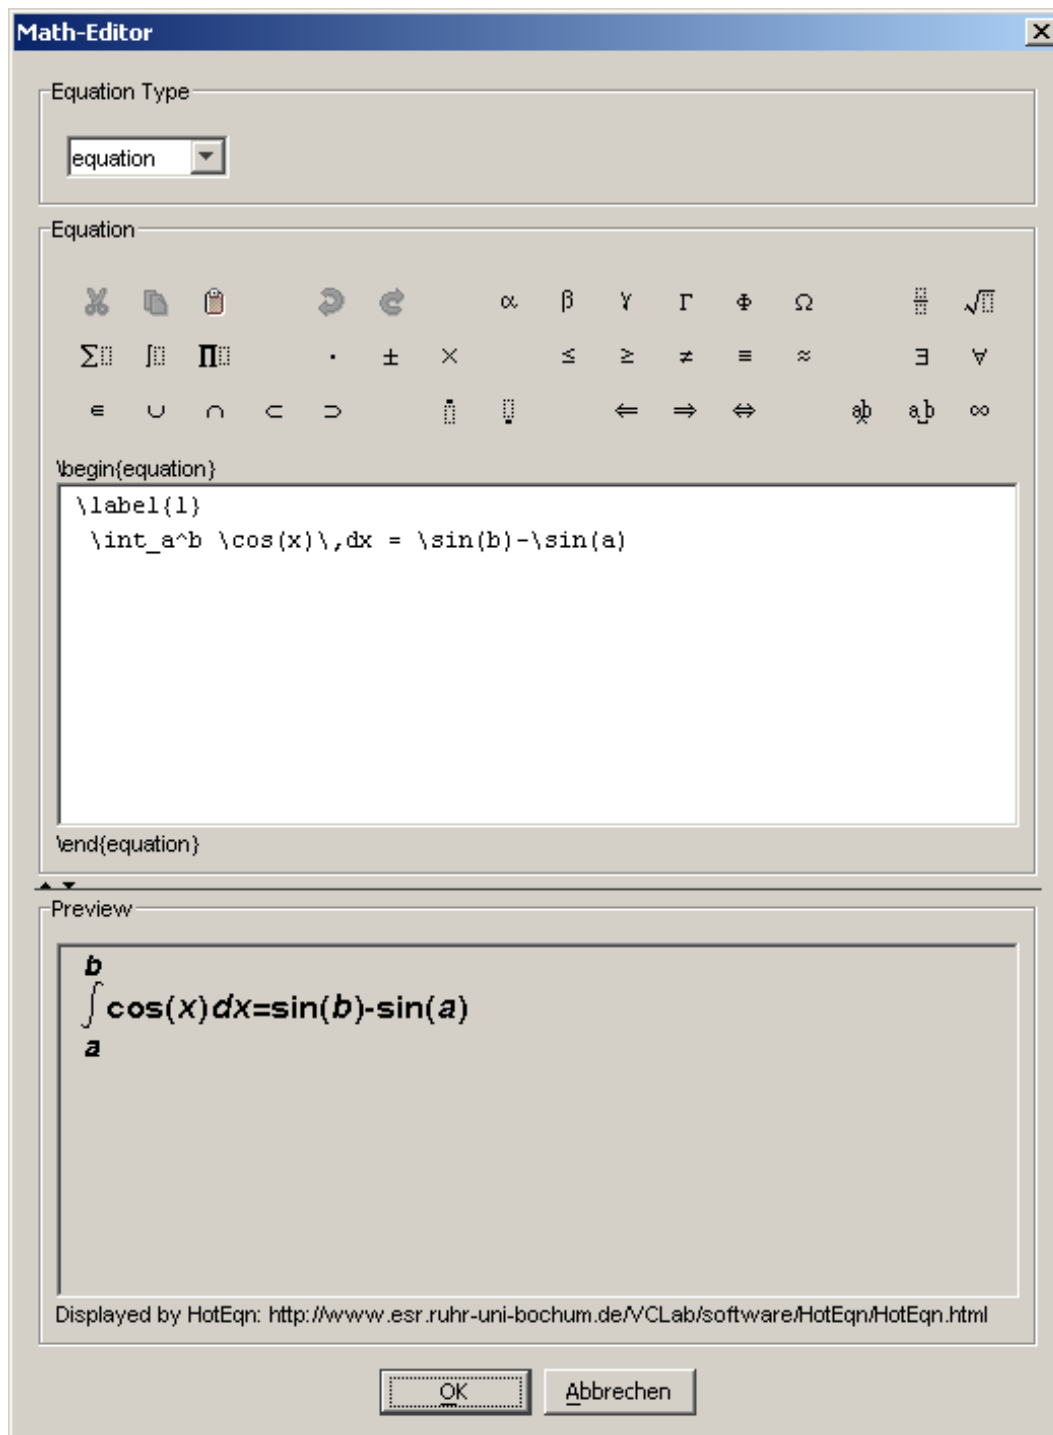 Math-Editor
Equation Type
equation
Equation
α β γ Γ Φ Ω √
Σ ∫ Π · ± × ≤ ≥ ≠ ≡ ≈ ∃ ∀
∈ ∪ ∩ ⊂ ⊃ ⇐ ⇒ ⇔ ab a b ∞
\begin{equation}
\label{1}
\int_a^b \cos(x)\,dx = \sin(b)-\sin(a)
\end{equation}
Preview
b
∫cos(x)dx=sin(b)-sin(a)
a
Displayed by HotEqn: http://www.esr.ruhr-uni-bochum.de/VCLab/software/HotEqn/HotEqn.html
OK Abbrechen